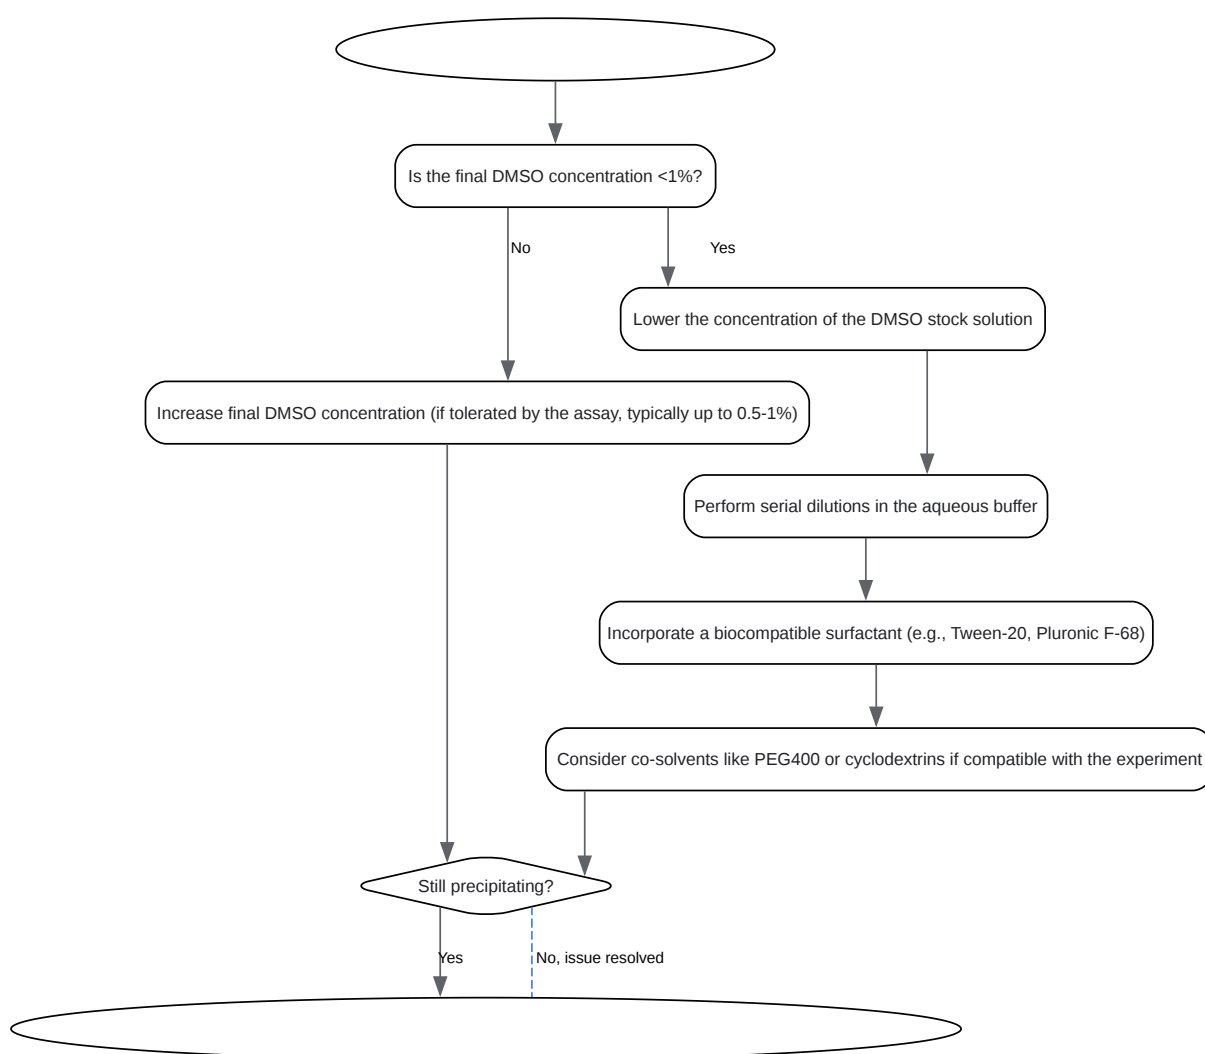 Is the final DMSO concentration <1%?
No
Yes
Lower the concentration of the DMSO stock solution
Increase final DMSO concentration (if tolerated by the assay, typically up to 0.5-1%)
Perform serial dilutions in the aqueous buffer
Incorporate a biocompatible surfactant (e.g., Tween-20, Pluronic F-68)
Consider co-solvents like PEG400 or cyclodextrins if compatible with the experiment
Still precipitating?
Yes
No, issue resolved